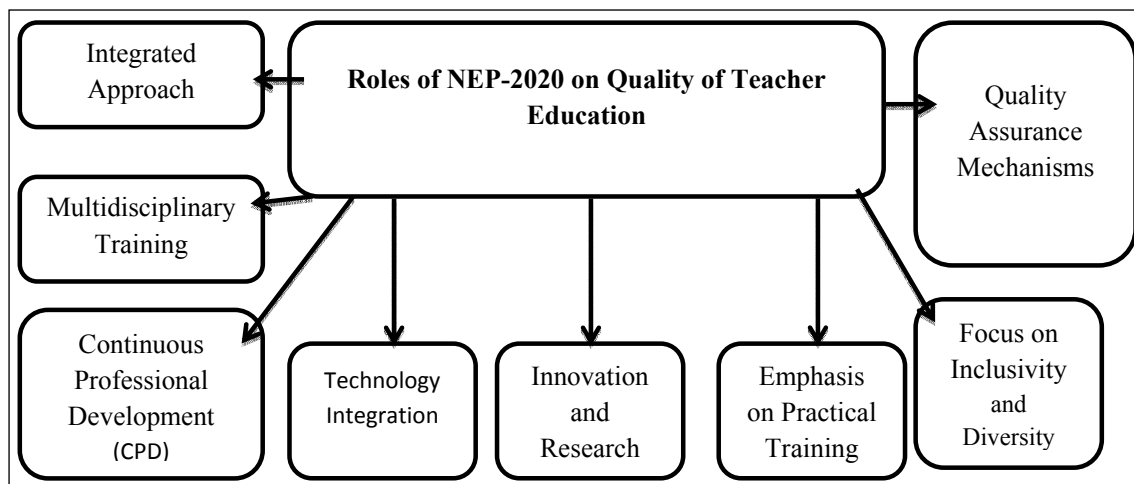 Integrated
Approach
Roles of NEP-2020 on Quality of Teacher
Education
Quality
Assurance
Mechanisms
Multidisciplinary
Training
Continuous
Professional
Development
(CPD)
Technology
Integration
Innovation
and
Research
Emphasis
on Practical
Training
Focus on
Inclusivity
and
Diversity